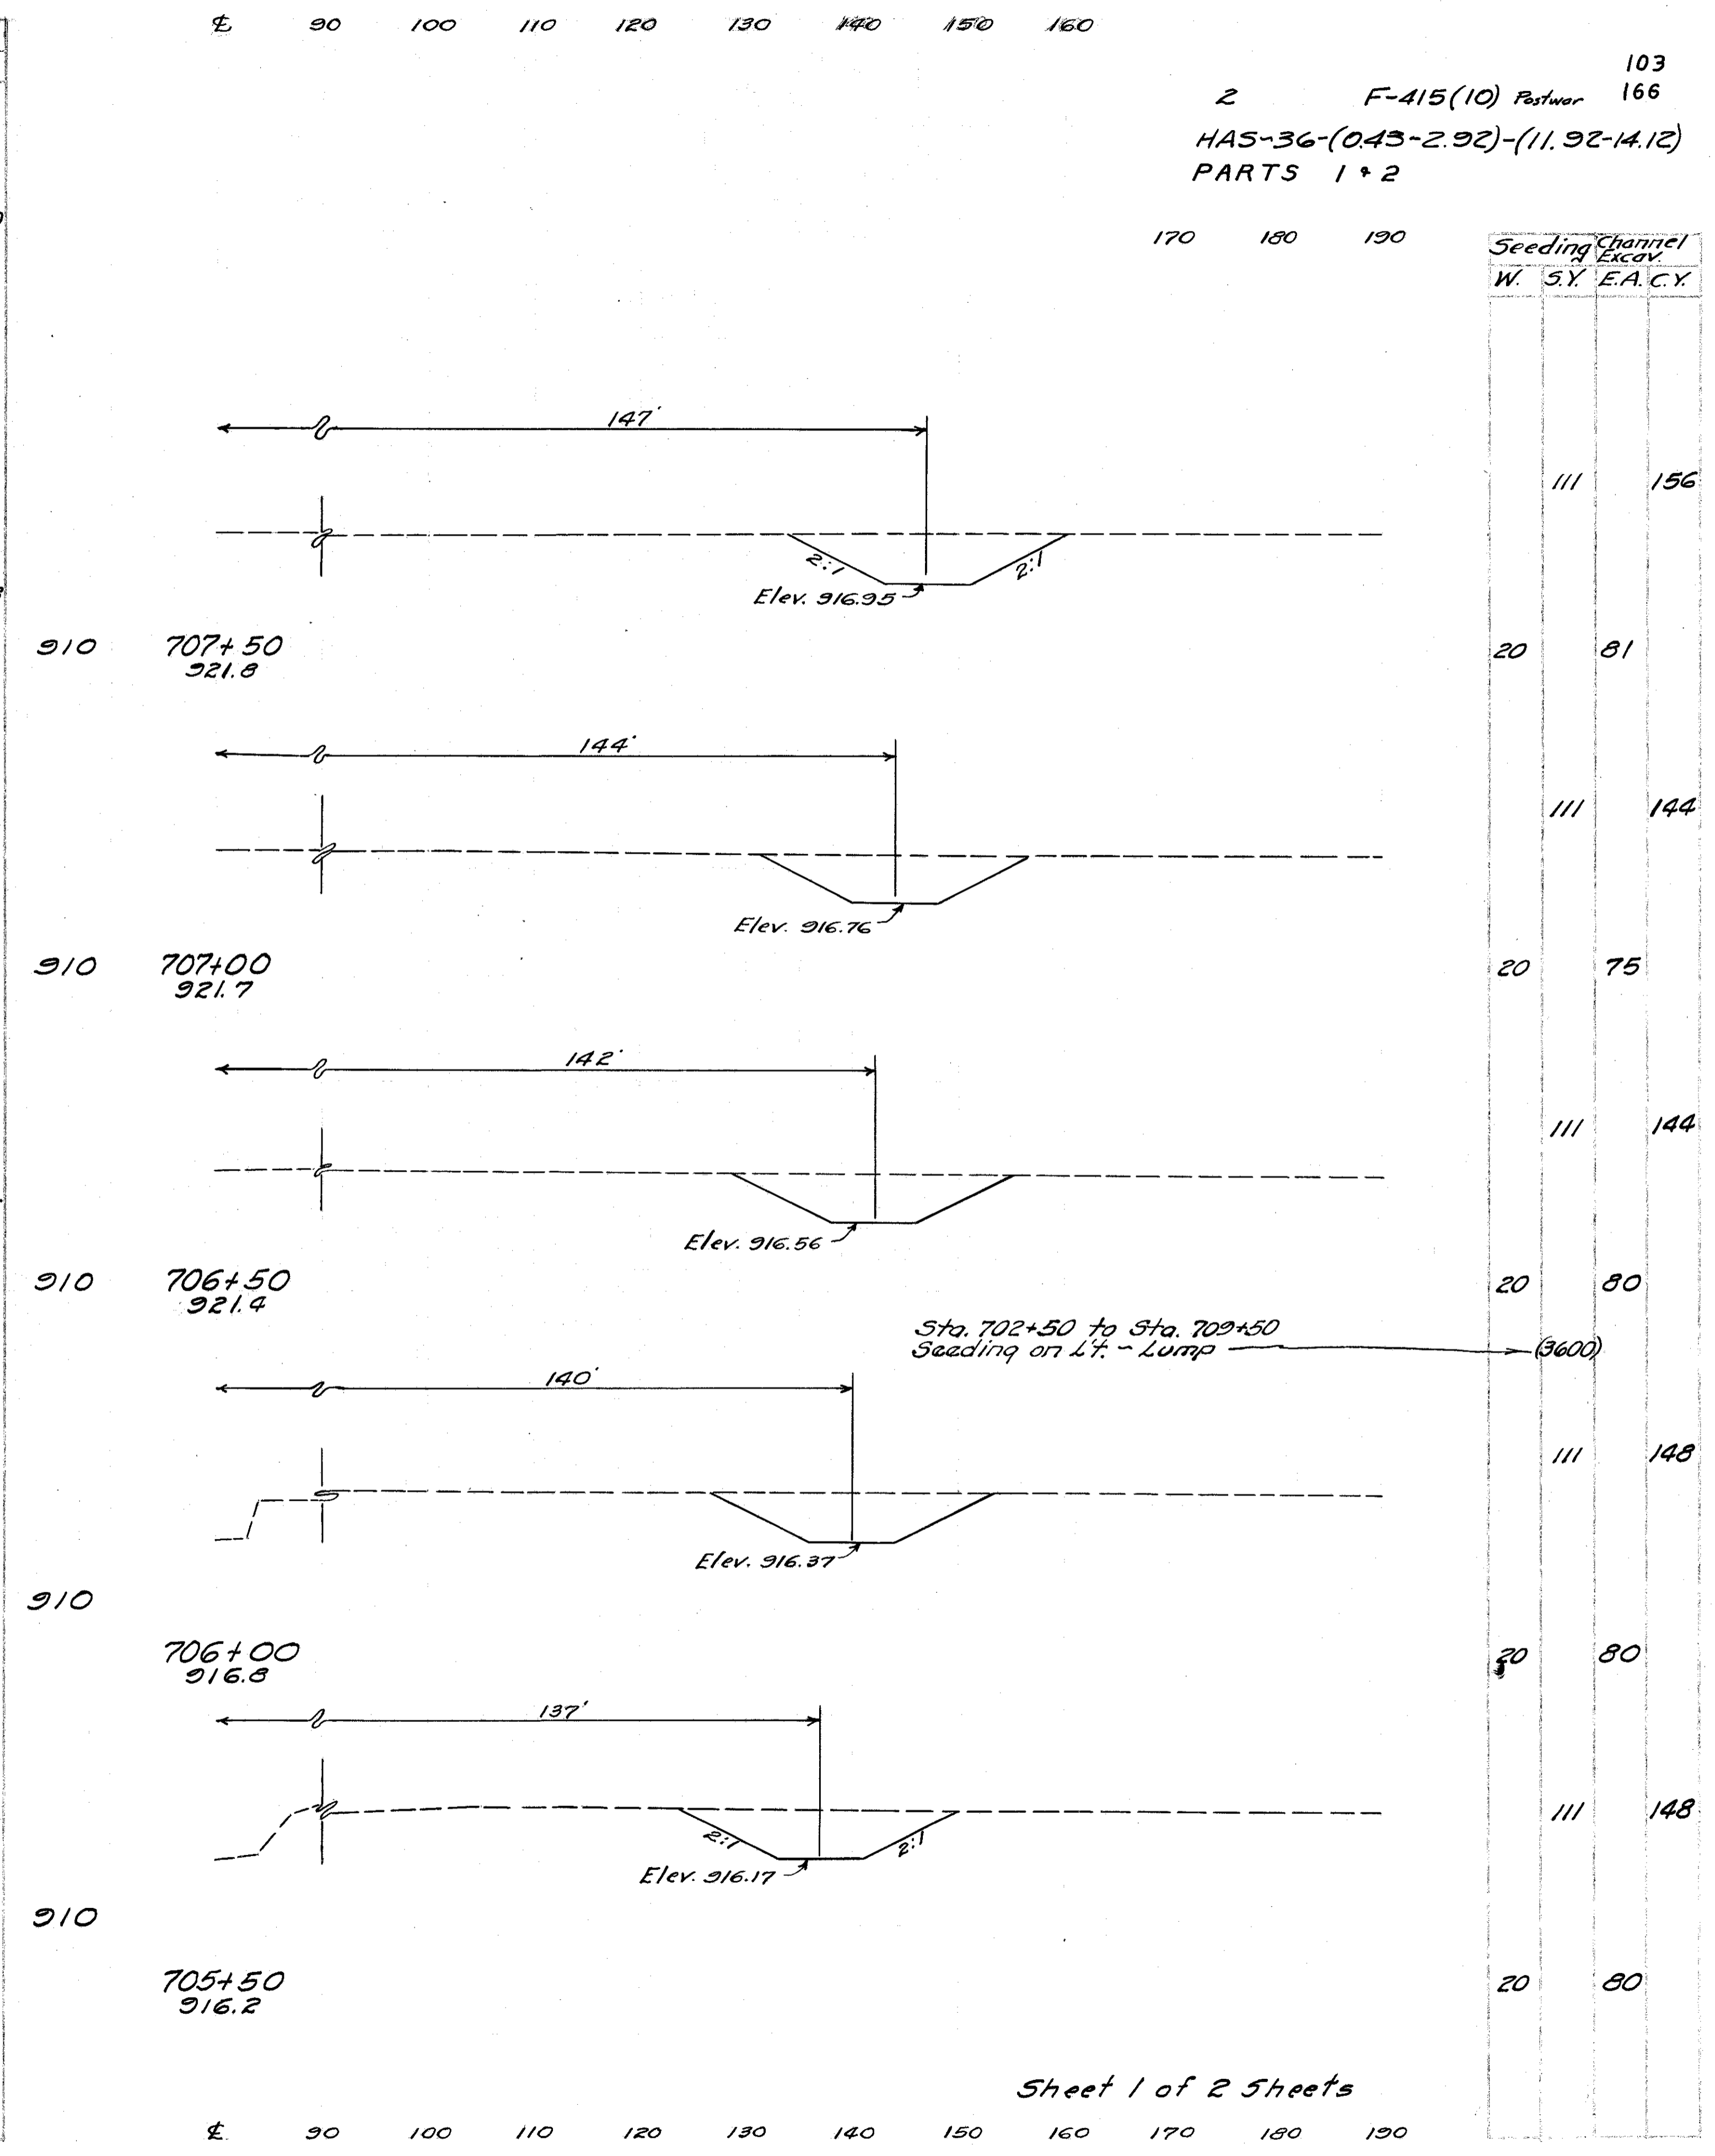 ℄ 90 100 110 120 130 140 150 160
103
2 F-415(10) Postwar 166
HAS-36-(0.43-2.92)-(11.92-14.12)
PARTS 1 & 2
170 180 190
Seeding Channel Excav.
W. S.Y. E.A. C.Y.
147'
111 156
2:1 2:1
Elev. 916.95
910 707+50 20 81
921.8
144'
111 144
Elev. 916.76
910 707+00 20 75
921.7
142'
111 144
Elev. 916.56
910 706+50 20 80
921.4
Sta. 702+50 to Sta. 709+50
Seeding on Lt. - Lump (3600)
140'
111 148
Elev. 916.37
910
706+00 20 80
916.8
137'
111 148
2:1 2:1
Elev. 916.17
910
705+50 20 80
916.2
Sheet 1 of 2 Sheets
℄ 90 100 110 120 130 140 150 160 170 180 190